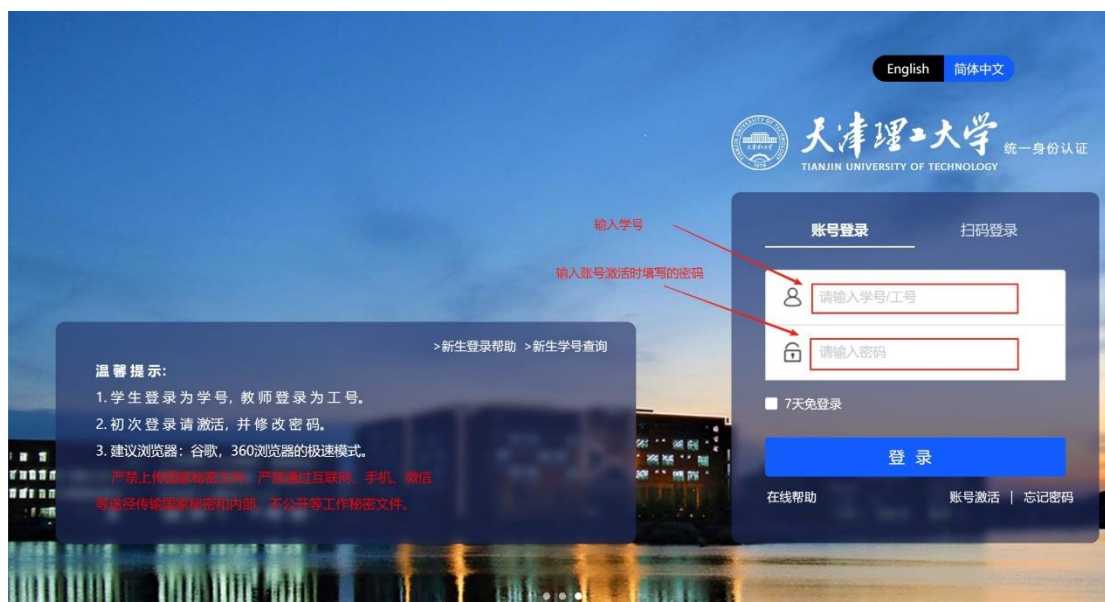 English 简体中文
天津理工大学 统一身份认证
TIANJIN UNIVERSITY OF TECHNOLOGY
账号登录 扫码登录
输入学号
输入账号激活时填写的密码
请输入学号/工号
请输入密码
7天免登录
登 录
在线帮助 账号激活 | 忘记密码
>新生登录帮助 >新生学号查询
温馨提示:
1.学生登录为学号, 教师登录为工号。
2.初次登录请激活, 并修改密码。
3.建议浏览器: 谷歌, 360浏览器的极速模式。
严禁上传国家秘密文件, 严禁通过互联网、手机、微信
等途径传输国家秘密和内部、不公开等工作秘密文件。